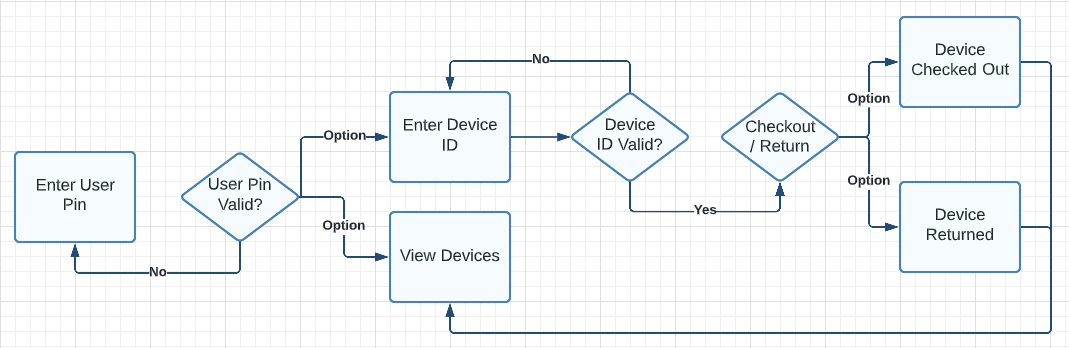 Enter User
Pin
No
User Pin
Valid?
Option
Option
Enter Device
ID
View Devices
No
Device
ID Valid?
Yes
Checkout
/ Return
Option
Option
Device
Checked Out
Device
Returned